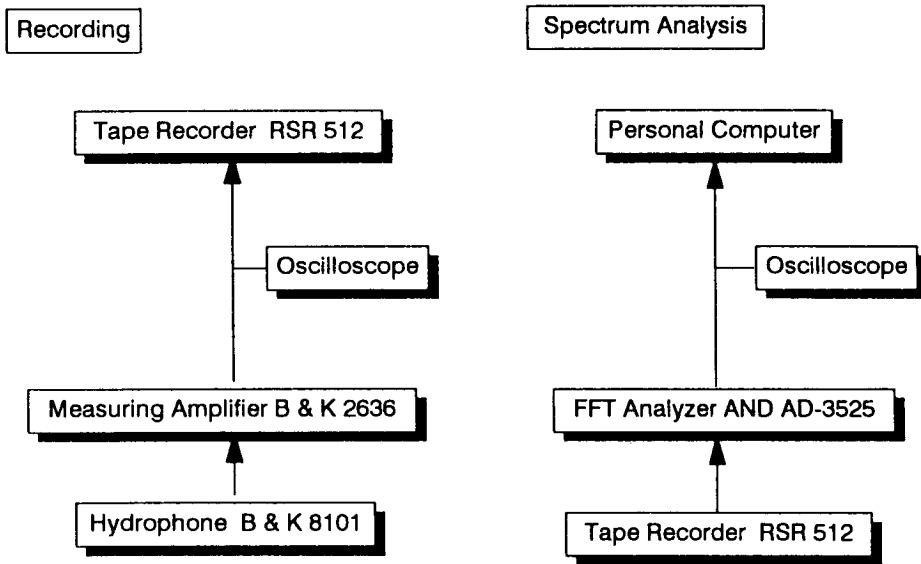 Recording
Spectrum Analysis
Tape Recorder RSR 512
Personal Computer
Oscilloscope
Oscilloscope
Measuring Amplifier B & K 2636
FFT Analyzer AND AD-3525
Hydrophone B & K 8101
Tape Recorder RSR 512